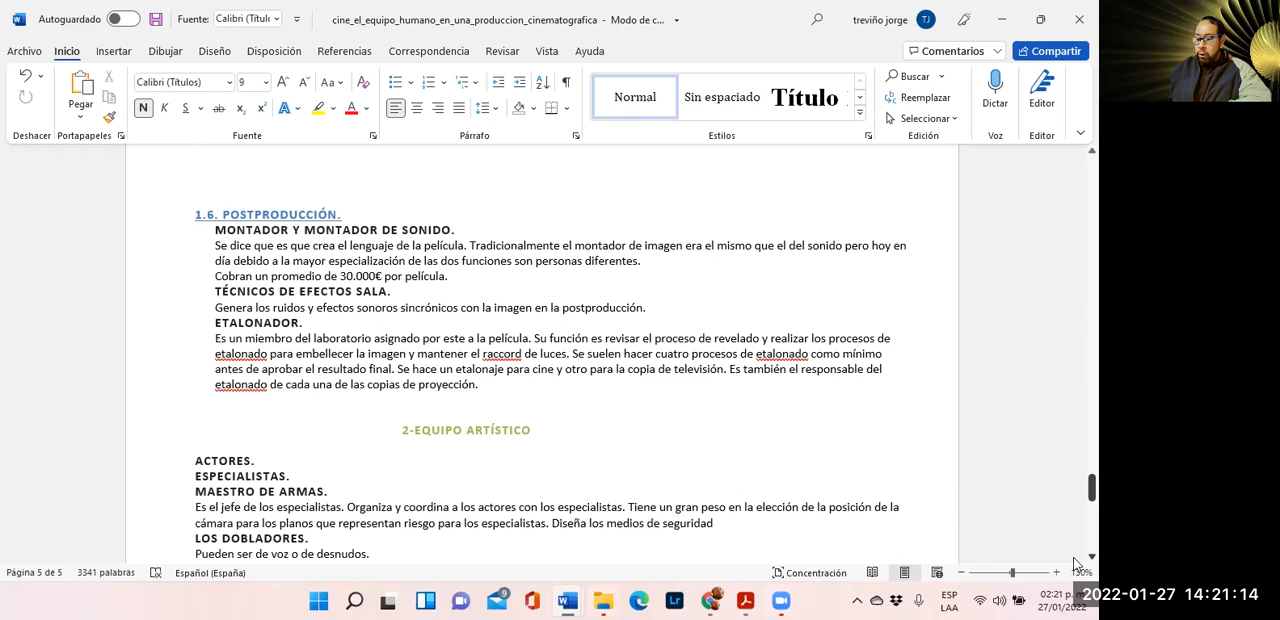 Autoguardado
Fuente: Calibri (Títulc
cine_el_equipo_humano_en_una_produccion_cinematografica - Modo de c...
treviño jorge
TJ
Archivo Inicio Insertar Dibujar Diseño Disposición Referencias Correspondencia Revisar Vista Ayuda
Comentarios
Compartir
Pegar
Calibri (Títulos) 9
Aa
N K S ab x₂ x² A A
Normal
Sin espaciado
Título
Buscar
Reemplazar
Seleccionar
Dictar
Editor
Deshacer Portapapeles Fuente Párrafo Estilos Edición Voz Editor
1.6. POSTPRODUCCIÓN.
MONTADOR Y MONTADOR DE SONIDO.
Se dice que es que crea el lenguaje de la película. Tradicionalmente el montador de imagen era el mismo que el del sonido pero hoy en
día debido a la mayor especialización de las dos funciones son personas diferentes.
Cobran un promedio de 30.000€ por película.
TÉCNICOS DE EFECTOS SALA.
Genera los ruidos y efectos sonoros sincrónicos con la imagen en la postproducción.
ETALONADOR.
Es un miembro del laboratorio asignado por este a la película. Su función es revisar el proceso de revelado y realizar los procesos de
etalonado para embellecer la imagen y mantener el raccord de luces. Se suelen hacer cuatro procesos de etalonado como mínimo
antes de aprobar el resultado final. Se hace un etalonaje para cine y otro para la copia de televisión. Es también el responsable del
etalonado de cada una de las copias de proyección.
2-EQUIPO ARTÍSTICO
ACTORES.
ESPECIALISTAS.
MAESTRO DE ARMAS.
Es el jefe de los especialistas. Organiza y coordina a los actores con los especialistas. Tiene un gran peso en la elección de la posición de la
cámara para los planos que representan riesgo para los especialistas. Diseña los medios de seguridad
LOS DOBLADORES.
Pueden ser de voz o de desnudos.
Página 5 de 5 3341 palabras Español (España)
Concentración
9
Lr
ESP
LAA
02:21 p. m
27/01/2022
2022-01-27 14:21:14